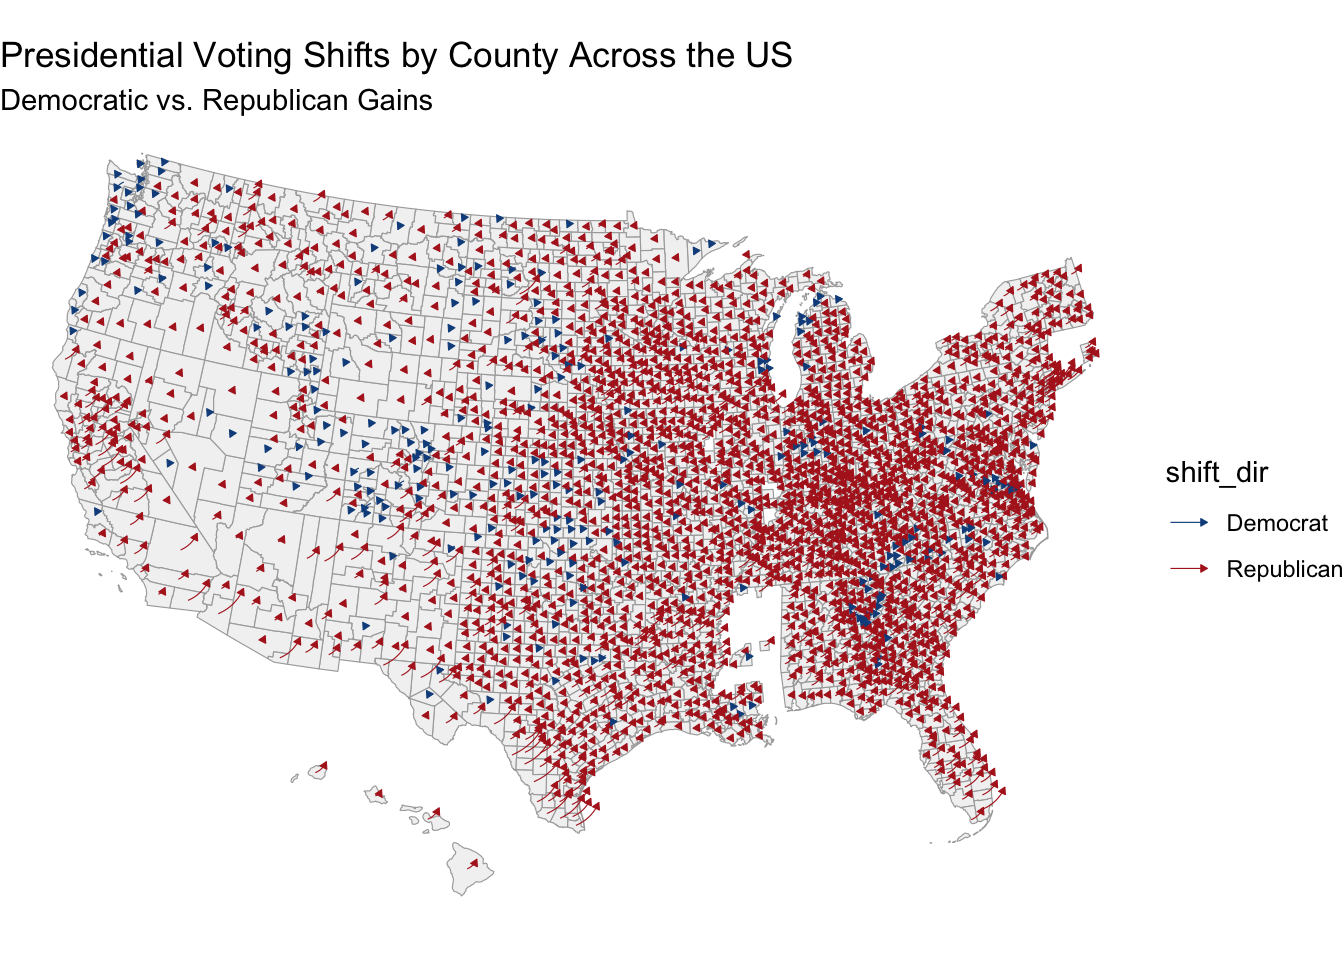 Presidential Voting Shifts by County Across the US
Democratic vs. Republican Gains
shift_dir
Democrat
Republican